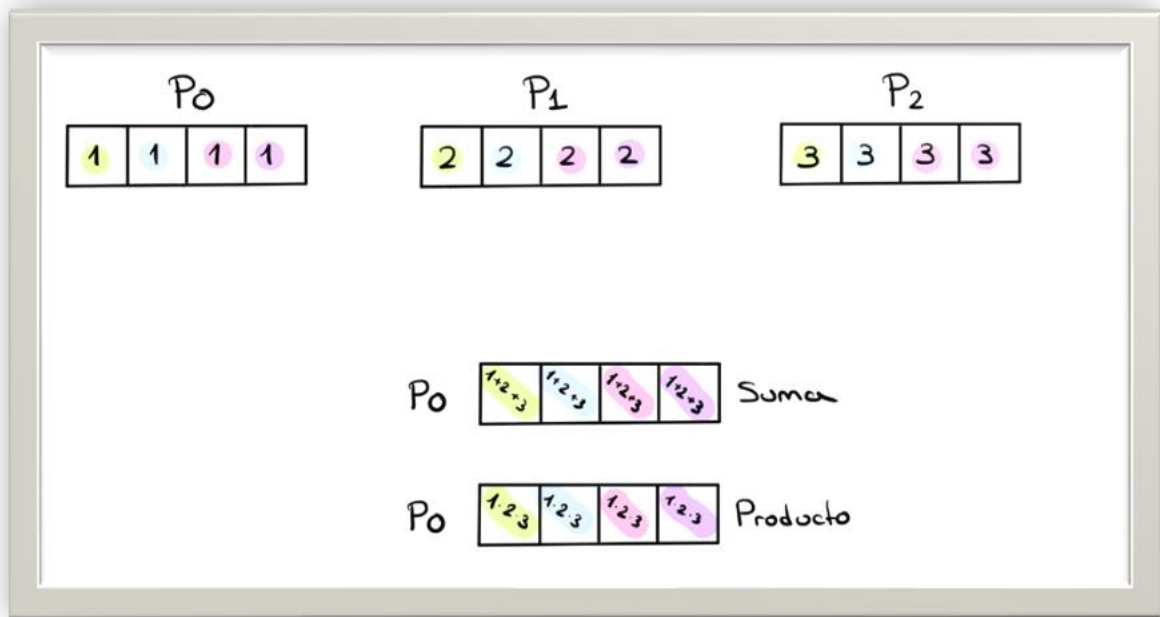 P0 P1 P2
1 1 1 1 2 2 2 2 3 3 3 3
P0 1+2+3 1+2+3 1+2+3 1+2+3 Suma
P0 1·2·3 1·2·3 1·2·3 1·2·3 Producto